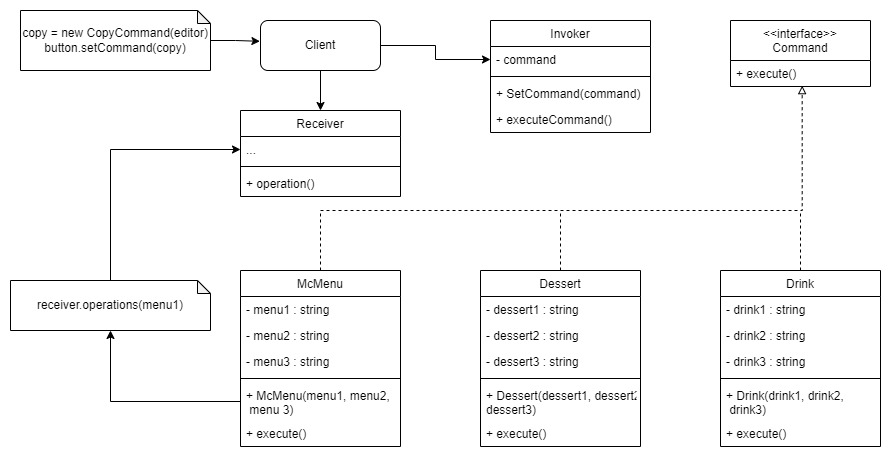 copy = new CopyCommand(editor)
button.setCommand(copy)
Client
Invoker
- command
+ SetCommand(command)
+ executeCommand()
<<interface>>
Command
+ execute()
Receiver
...
+ operation()
receiver.operations(menu1)
McMenu
- menu1 : string
- menu2 : string
- menu3 : string
+ McMenu(menu1, menu2,
menu 3)
+ execute()
Dessert
- dessert1 : string
- dessert2 : string
- dessert3 : string
+ Dessert(dessert1, dessert2
dessert3)
+ execute()
Drink
- drink1 : string
- drink2 : string
- drink3 : string
+ Drink(drink1, drink2,
drink3)
+ execute()